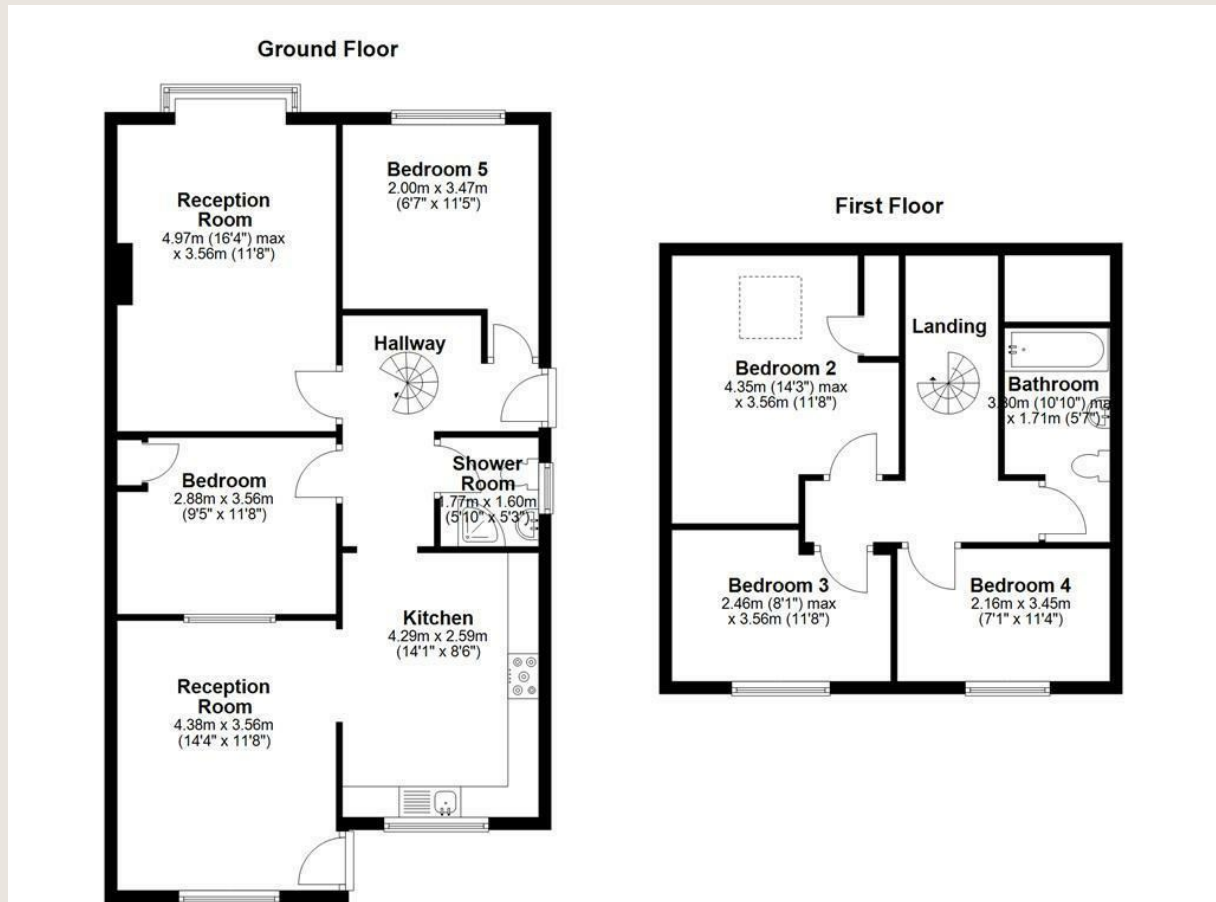 Ground Floor
Reception
Room
4.97m (16'4") max
x 3.56m (11'8")
Bedroom 5
2.00m x 3.47m
(6'7" x 11'5")
Hallway
Bedroom
2.88m x 3.56m
(9'5" x 11'8")
Shower
Room
1.77m x 1.60m
(5'10" x 5'3")
Kitchen
4.29m x 2.59m
(14'1" x 8'6")
Reception
Room
4.38m x 3.56m
(14'4" x 11'8")
First Floor
Landing
Bedroom 2
4.35m (14'3") max
x 3.56m (11'8")
Bathroom
3.30m (10'10") max
x 1.71m (5'7")
Bedroom 3
2.46m (8'1") max
x 3.56m (11'8")
Bedroom 4
2.16m x 3.45m
(7'1" x 11'4")